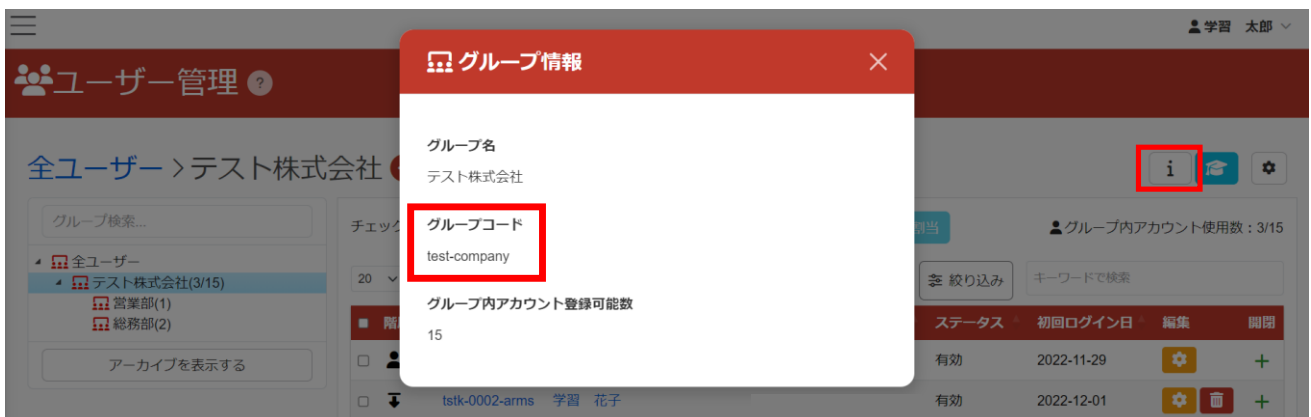 学習 太郎
ユーザー管理 ?
グループ情報
グループ名
テスト株式会社
グループコード
test-company
グループ内アカウント登録可能数
15
全ユーザー > テスト株式会社
i
グループ検索...
全ユーザー
テスト株式会社(3/15)
営業部(1)
総務部(2)
アーカイブを表示する
チェック
割当
グループ内アカウント使用数:3/15
20
絞り込み
キーワードで検索
ステータス 初回ログイン日 編集 開閉
有効 2022-11-29
tstk-0002-arms 学習 花子 有効 2022-12-01